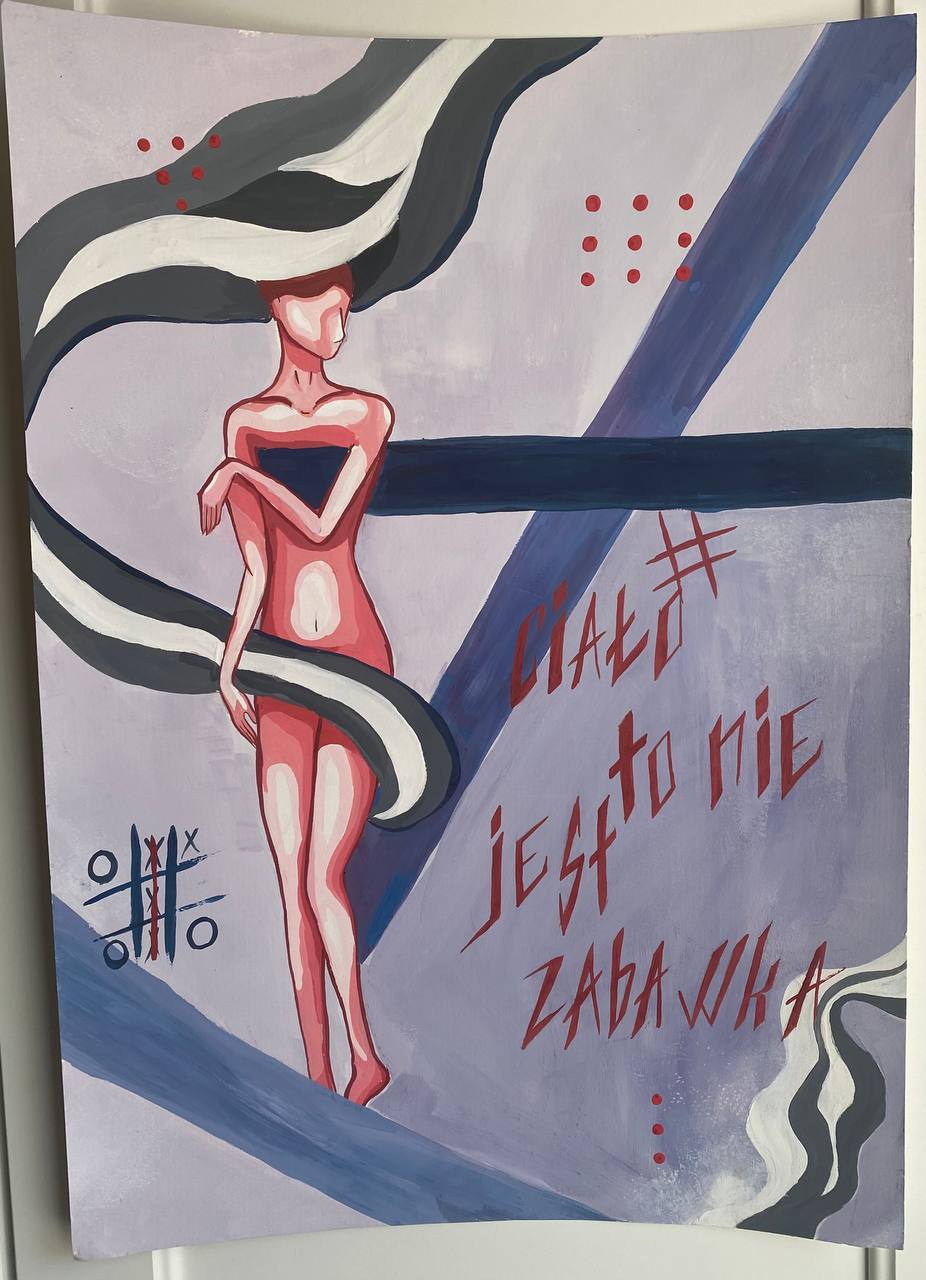 #
CIAŁO
to nie
jest
ZAbAWKA
O X X
X
O X O